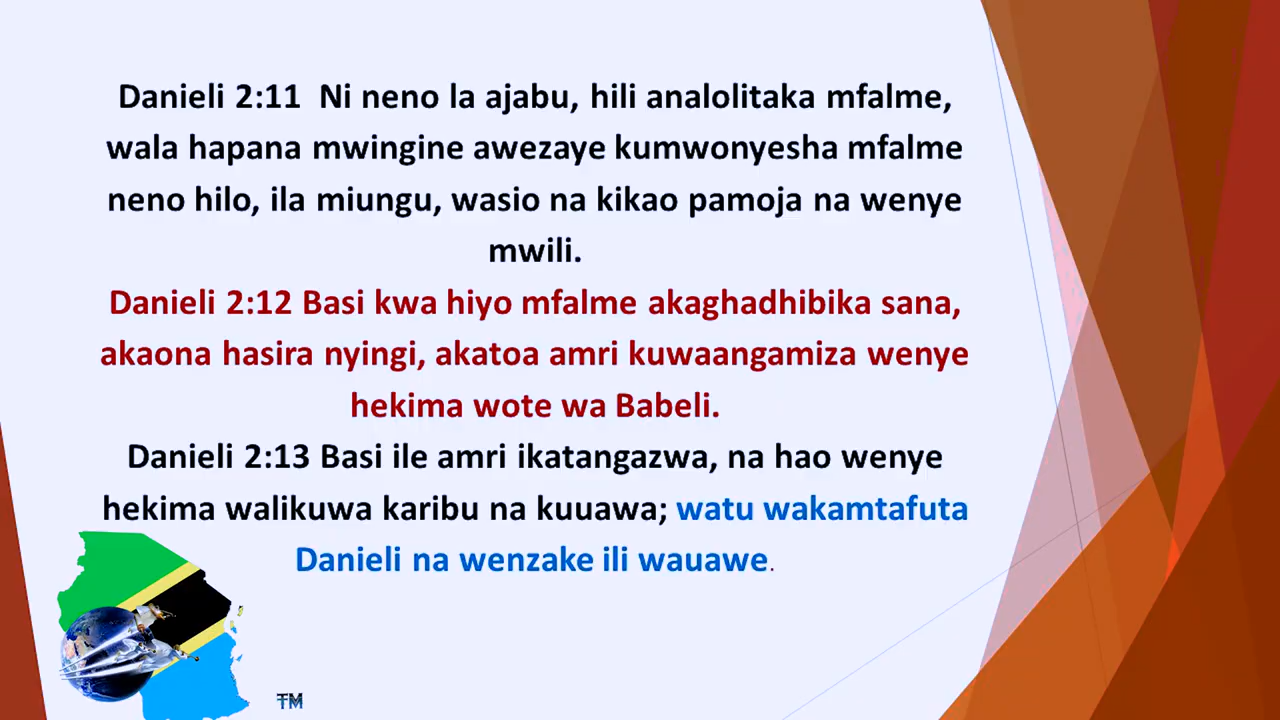 Danieli 2:11 Ni neno la ajabu, hili analolitaka mfalme,
wala hapana mwingine awezaye kumwonyesha mfalme
neno hilo, ila miungu, wasio na kikao pamoja na wenye
mwili.
Danieli 2:12 Basi kwa hiyo mfalme akaghadhibika sana,
akaona hasira nyingi, akatoa amri kuwaangamiza wenye
hekima wote wa Babeli.
Danieli 2:13 Basi ile amri ikatangazwa, na hao wenye
hekima walikuwa karibu na kuuawa; watu wakamtafuta
Danieli na wenzake ili wauawe.
TM